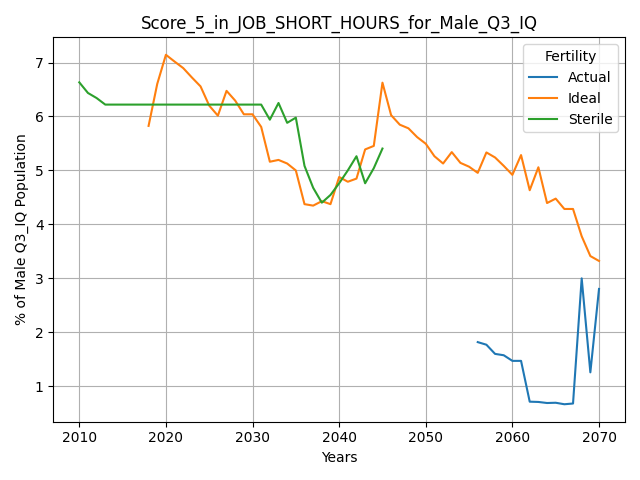 Score_5_in_JOB_SHORT_HOURS_for_Male_Q3_IQ
Fertility
Actual
Ideal
Sterile
% of Male Q3_IQ Population
7
6
5
4
3
2
1
2010 2020 2030 2040 2050 2060 2070
Years